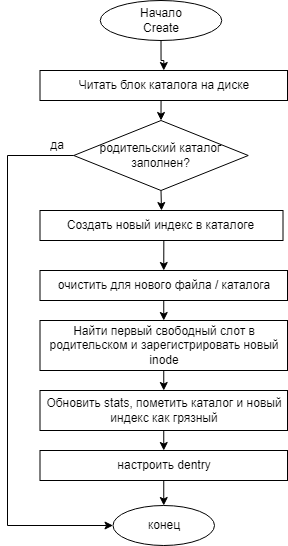 Начало
Create
Читать блок каталога на диске
да
родительский каталог
заполнен?
Создать новый индекс в каталоге
очистить для нового файла / каталога
Найти первый свободный слот в
родительском и зарегистрировать новый
inode
Обновить stats, пометить каталог и новый
индекс как грязный
настроить dentry
конец